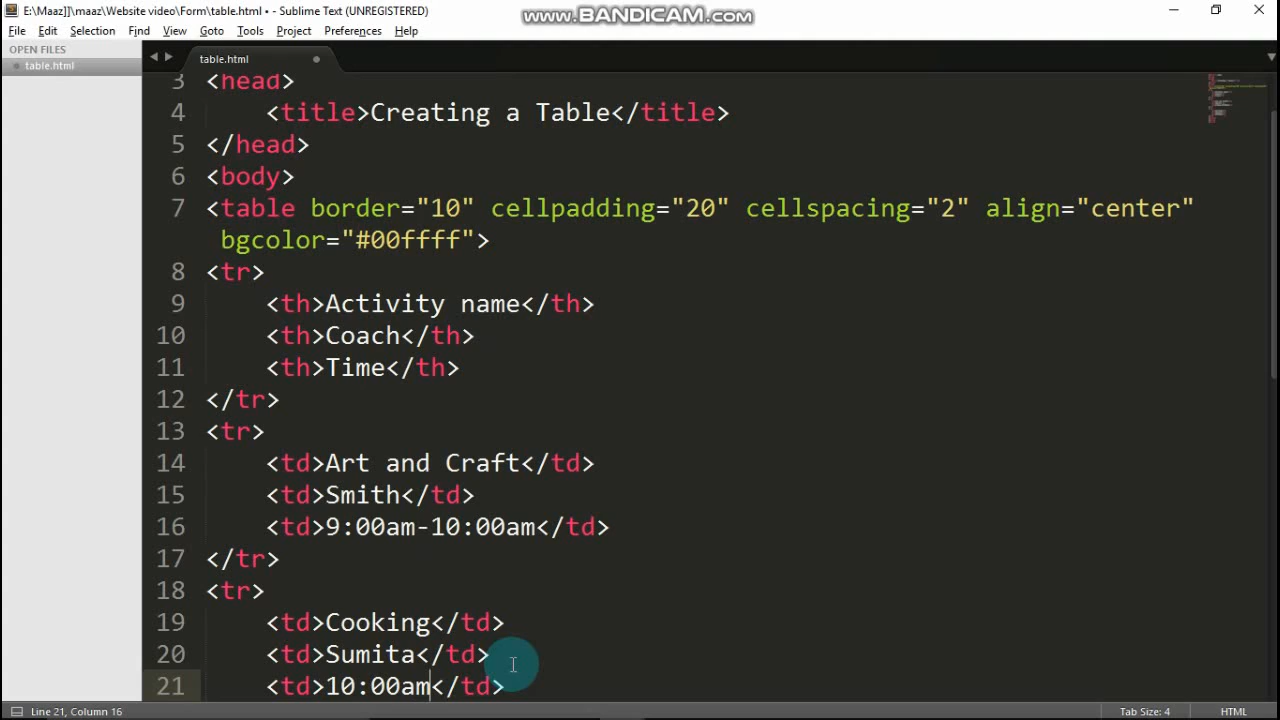 E:\Maaz]]\maaz\Website video\Form\table.html • - Sublime Text (UNREGISTERED)
www.BANDICAM.com
File Edit Selection Find View Goto Tools Project Preferences Help
OPEN FILES
table.html
table.html
3 <head>
4 <title>Creating a Table</title>
5 </head>
6 <body>
7 <table border="10" cellpadding="20" cellspacing="2" align="center"
bgcolor="#00ffff">
8 <tr>
9 <th>Activity name</th>
10 <th>Coach</th>
11 <th>Time</th>
12 </tr>
13 <tr>
14 <td>Art and Craft</td>
15 <td>Smith</td>
16 <td>9:00am-10:00am</td>
17 </tr>
18 <tr>
19 <td>Cooking</td>
20 <td>Sumita</td>
21 <td>10:00am</td>
Line 21, Column 16
Tab Size: 4
HTML